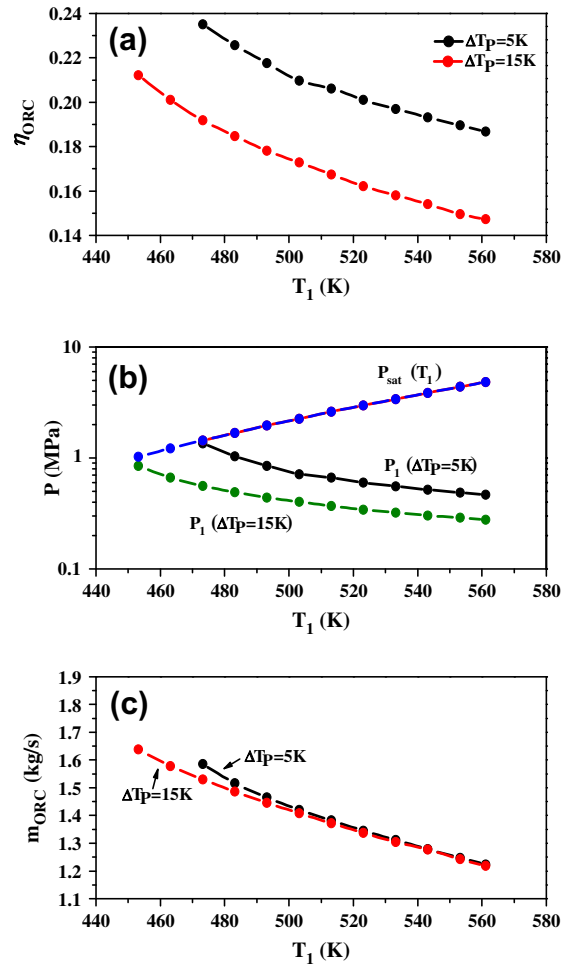 (a)
ΔTP=5K
ΔTP=15K
η_ORC
0.24
0.22
0.20
0.18
0.16
0.14
440 460 480 500 520 540 560 580
T_1 (K)
(b)
P_sat (T_1)
P_1 (ΔTP=5K)
P_1 (ΔTP=15K)
P (MPa)
10
1
0.1
440 460 480 500 520 540 560 580
T_1 (K)
(c)
ΔTP=5K
ΔTP=15K
m_ORC (kg/s)
1.9
1.8
1.7
1.6
1.5
1.4
1.3
1.2
1.1
440 460 480 500 520 540 560 580
T_1 (K)